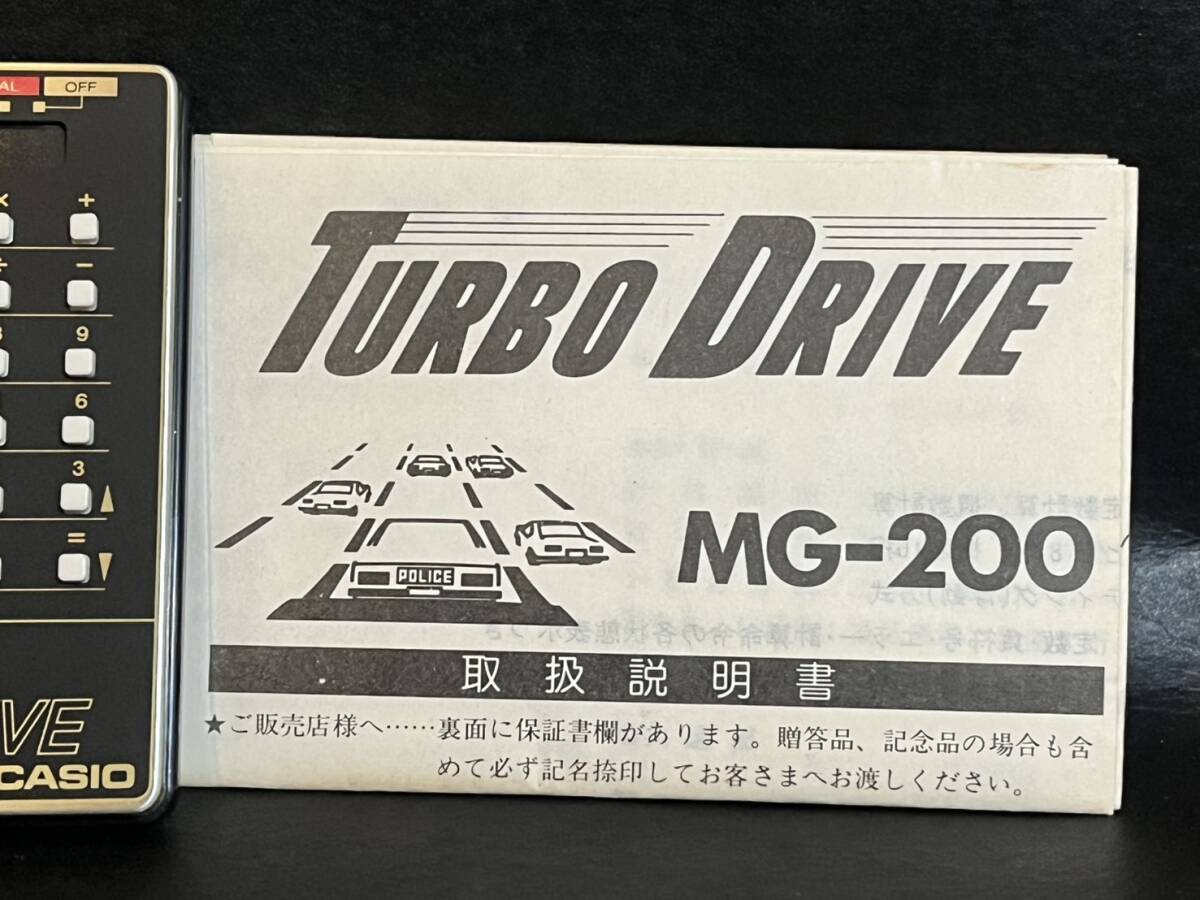 AL OFF
× +
÷ −
9
6
3
=
VE
CASIO
TURBO DRIVE
POLICE
MG-200
取扱説明書
★ご販売店様へ……裏面に保証書欄があります。贈答品、記念品の場合も含
めて必ず記名捺印してお客さまへお渡しください。